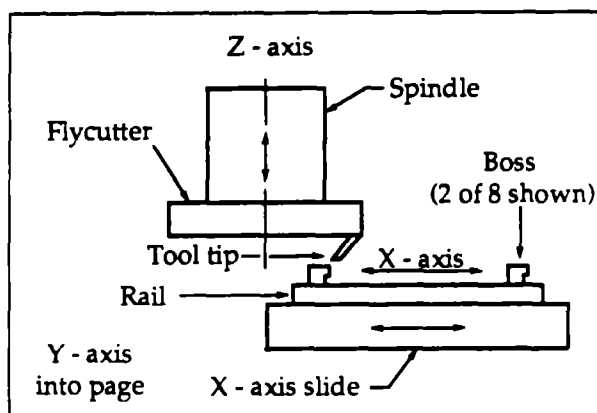 Z - axis
Spindle
Flycutter
Boss
(2 of 8 shown)
Tool tip
X - axis
Rail
Y - axis
into page
X - axis slide